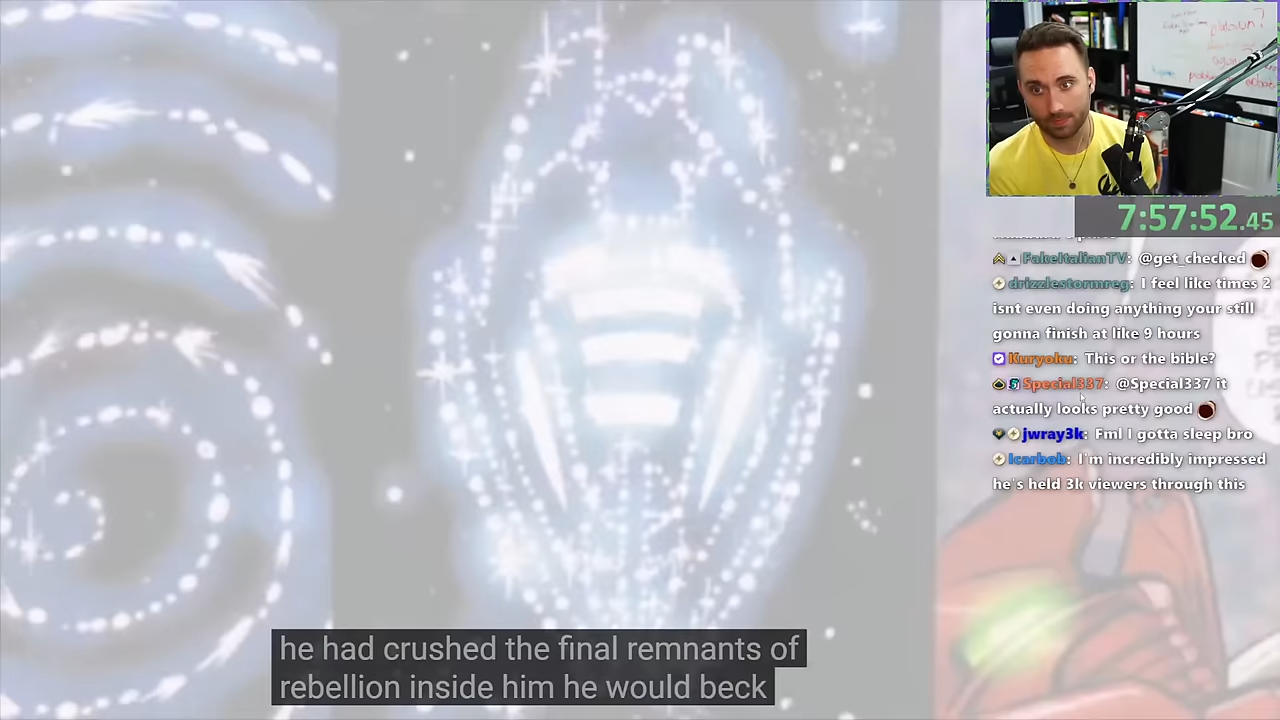 7:57:52.45
FakeItalianTV: @get_checked
drizzlestormreg: I feel like times 2
isnt even doing anything your still
gonna finish at like 9 hours
Kuryoku: This or the bible?
Special337: @Special337 it
actually looks pretty good
jwray3k: Fml I gotta sleep bro
Icarbob: I'm incredibly impressed
he's held 3k viewers through this
he had crushed the final remnants of
rebellion inside him he would beck